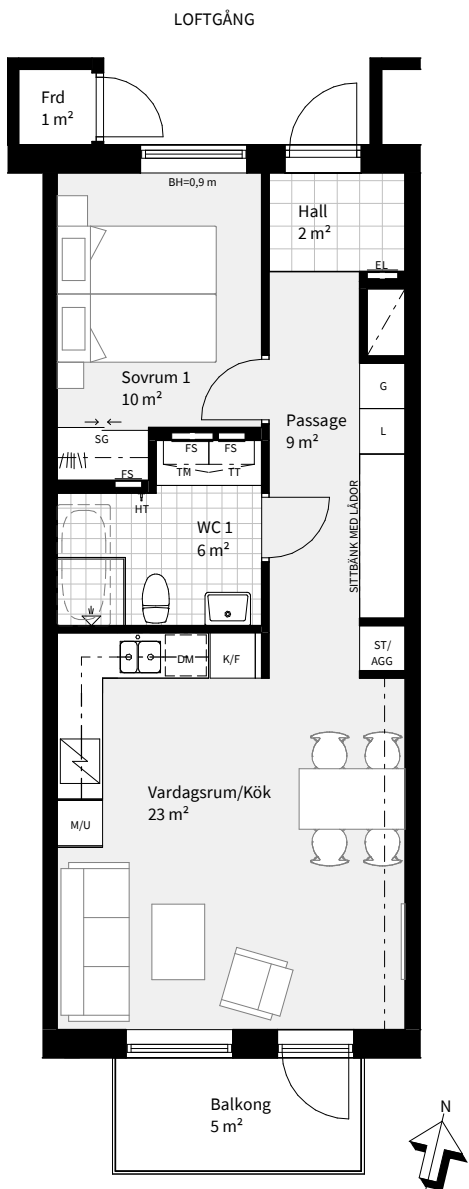 LOFTGÅNG
Frd
1 m²
BH=0,9 m
Hall
2 m²
EL
Sovrum 1
10 m²
G
L
Passage
9 m²
SG
FS
FS
FS
TM
TT
HT
WC 1
6 m²
SITTBÄNK MED LÅDOR
ST/
AGG
DM
K/F
Vardagsrum/Kök
23 m²
M/U
Balkong
5 m²
N